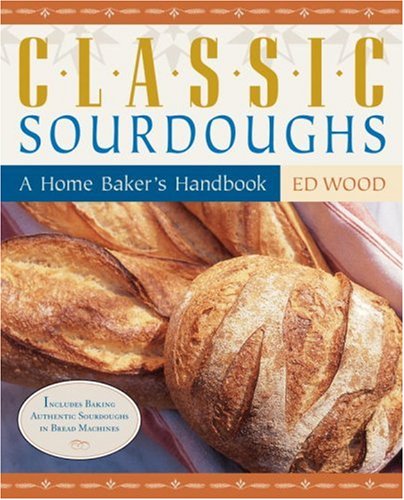 C·L·A·S·S·I·C
SOURDOUGHS
A Home Baker's Handbook
ED WOOD
Includes Baking
Authentic Sourdoughs
in Bread Machines